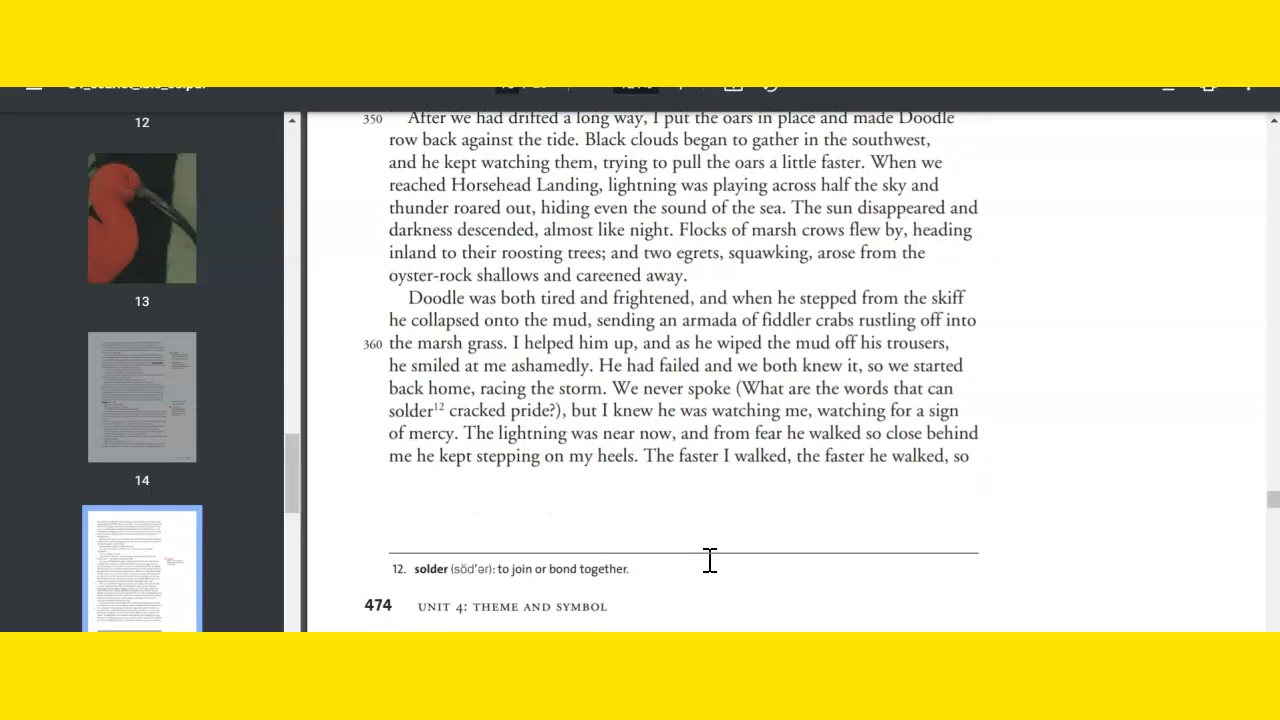 12
13
14
350 After we had drifted a long way, I put the oars in place and made Doodle
row back against the tide. Black clouds began to gather in the southwest,
and he kept watching them, trying to pull the oars a little faster. When we
reached Horsehead Landing, lightning was playing across half the sky and
thunder roared out, hiding even the sound of the sea. The sun disappeared and
darkness descended, almost like night. Flocks of marsh crows flew by, heading
inland to their roosting trees; and two egrets, squawking, arose from the
oyster-rock shallows and careened away.
Doodle was both tired and frightened, and when he stepped from the skiff
he collapsed onto the mud, sending an armada of fiddler crabs rustling off into
360 the marsh grass. I helped him up, and as he wiped the mud off his trousers,
he smiled at me ashamedly. He had failed and we both knew it, so we started
back home, racing the storm. We never spoke (What are the words that can
solder¹² cracked pride?), but I knew he was watching me, watching for a sign
of mercy. The lightning was near now, and from fear he walked so close behind
me he kept stepping on my heels. The faster I walked, the faster he walked, so
12. solder (sŏd'ər): to join or bond together.
474 UNIT 4: THEME AND SYMBOL